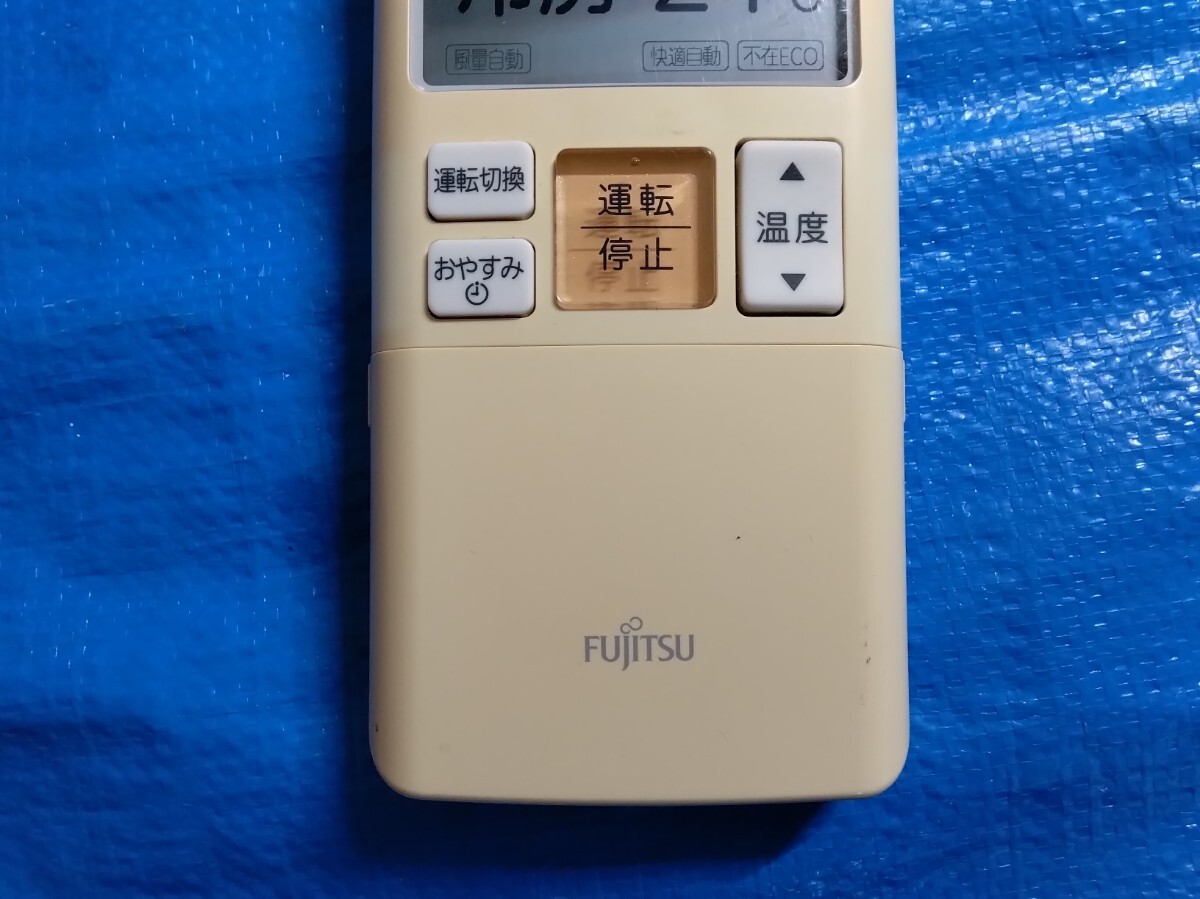 風量自動 快適自動 不在ECO
運転切換
運転
停止
温度
おやすみ
FUJITSU